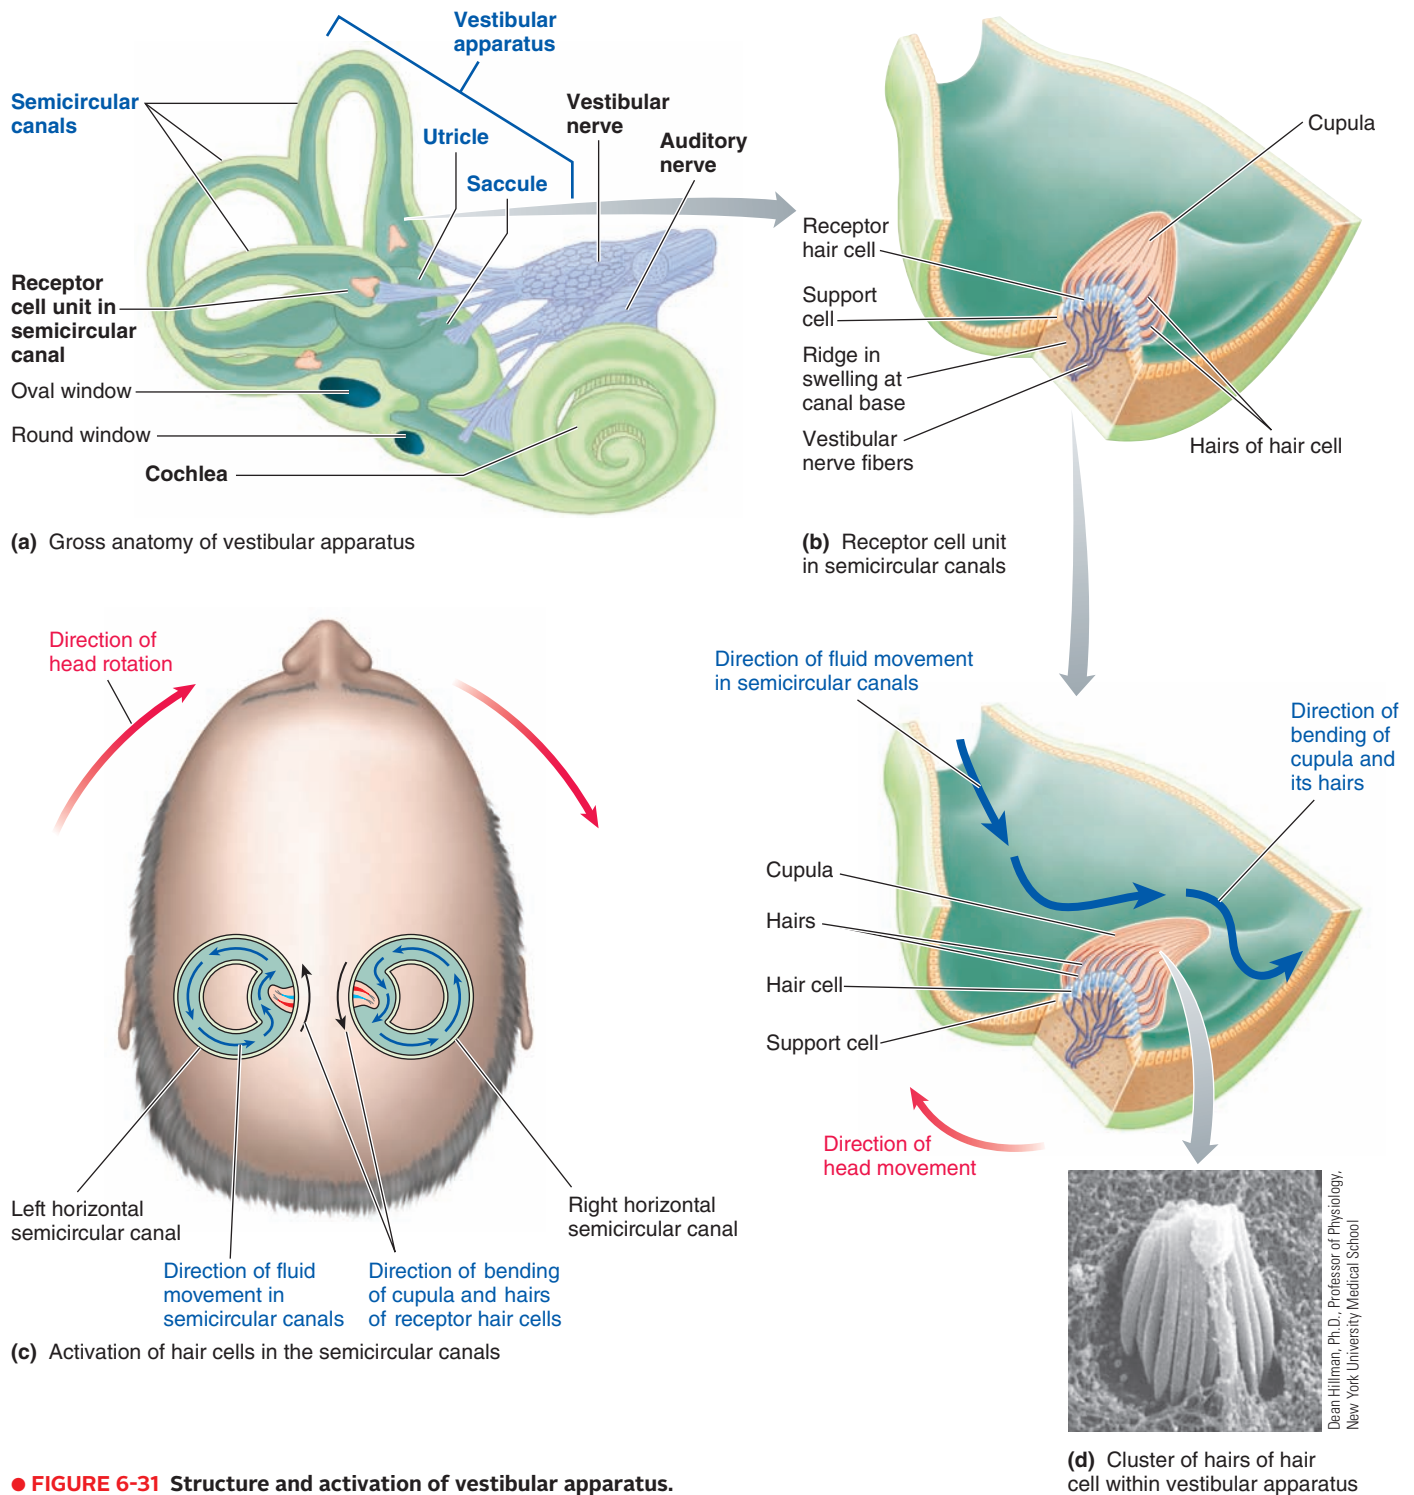 Vestibular
apparatus
Semicircular
canals
Utricle
Saccule
Vestibular
nerve
Auditory
nerve
Receptor
cell unit in
semicircular
canal
Oval window
Round window
Cochlea
(a) Gross anatomy of vestibular apparatus
Cupula
Receptor
hair cell
Support
cell
Ridge in
swelling at
canal base
Vestibular
nerve fibers
Hairs of hair cell
(b) Receptor cell unit
in semicircular canals
Direction of
head rotation
Left horizontal
semicircular canal
Right horizontal
semicircular canal
Direction of fluid
movement in
semicircular canals
Direction of bending
of cupula and hairs
of receptor hair cells
(c) Activation of hair cells in the semicircular canals
Direction of fluid movement
in semicircular canals
Direction of
bending of
cupula and
its hairs
Cupula
Hairs
Hair cell
Support cell
Direction of
head movement
Dean Hillman, Ph.D., Professor of Physiology,
New York University Medical School
(d) Cluster of hairs of hair
cell within vestibular apparatus
● FIGURE 6-31 Structure and activation of vestibular apparatus.